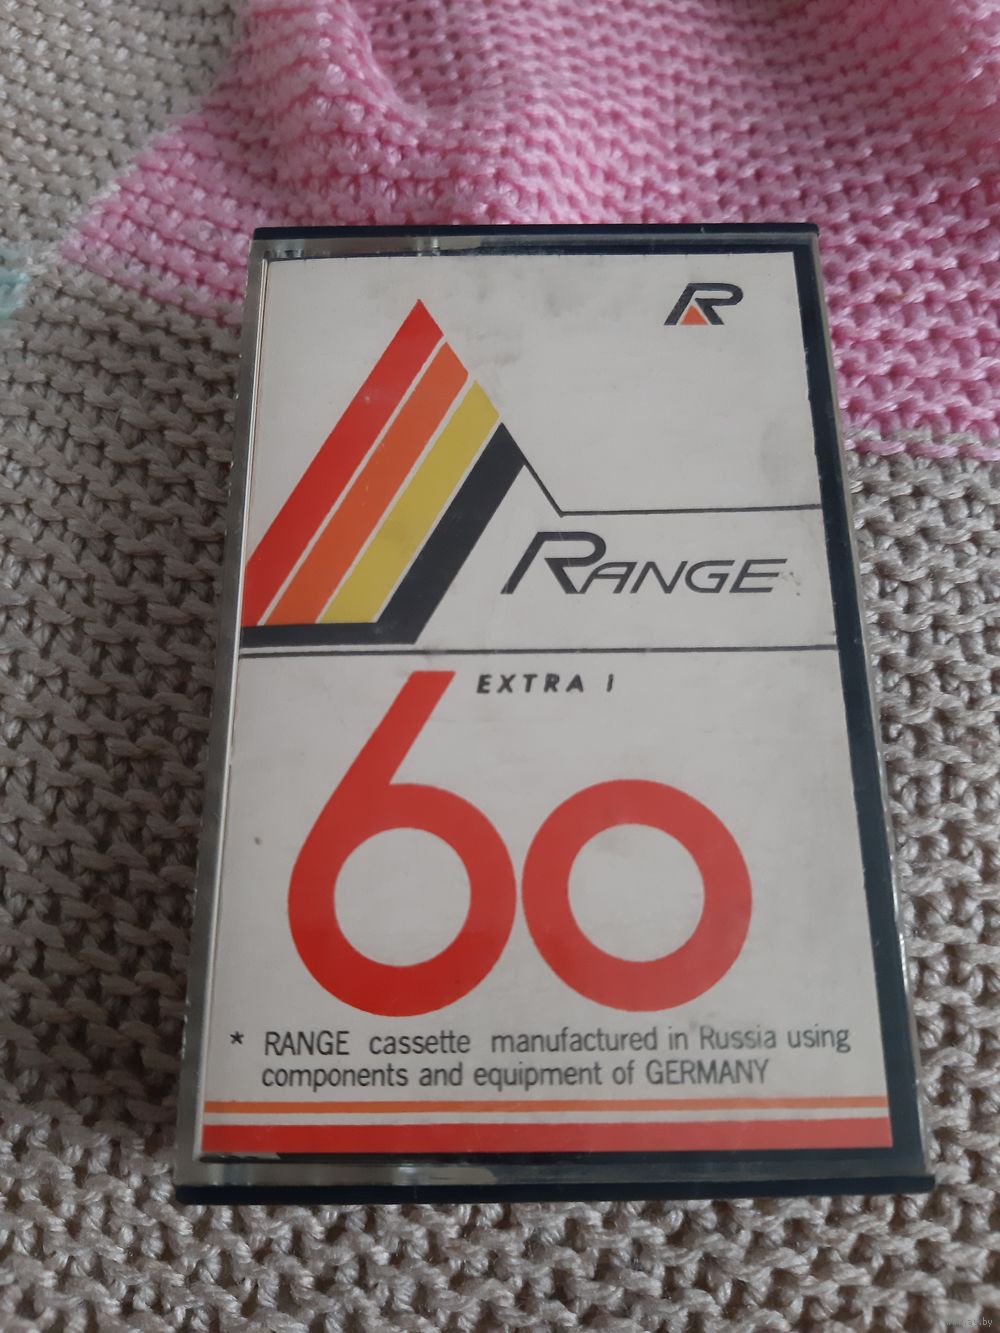 R
RANGE
EXTRA I
60
* RANGE cassette manufactured in Russia using
components and equipment of GERMANY